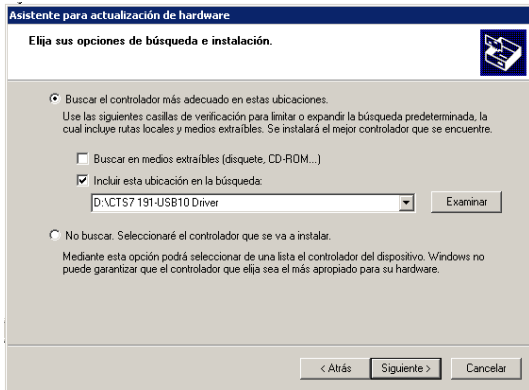 Asistente para actualización de hardware
Elija sus opciones de búsqueda e instalación.
Buscar el controlador más adecuado en estas ubicaciones.
Use las siguientes casillas de verificación para limitar o expandir la búsqueda predeterminada, la
cual incluye rutas locales y medios extraíbles. Se instalará el mejor controlador que se encuentre.
Buscar en medios extraíbles (disquete, CD-ROM...)
Incluir esta ubicación en la búsqueda:
D:\CTS7 191-USB10 Driver
Examinar
No buscar. Seleccionaré el controlador que se va a instalar.
Mediante esta opción podrá seleccionar de una lista el controlador del dispositivo. Windows no
puede garantizar que el controlador que elija sea el más apropiado para su hardware.
< Atrás Siguiente > Cancelar